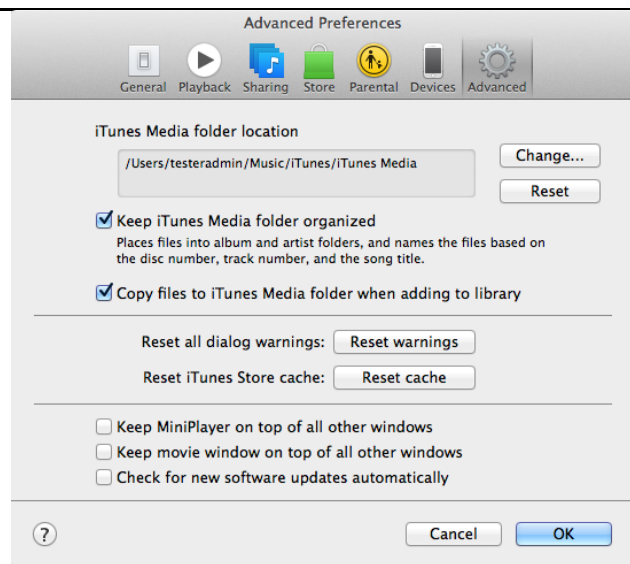 Advanced Preferences
General Playback Sharing Store Parental Devices Advanced
iTunes Media folder location
/Users/testeradmin/Music/iTunes/iTunes Media
Change...
Reset
Keep iTunes Media folder organized
Places files into album and artist folders, and names the files based on
the disc number, track number, and the song title.
Copy files to iTunes Media folder when adding to library
Reset all dialog warnings: Reset warnings
Reset iTunes Store cache: Reset cache
Keep MiniPlayer on top of all other windows
Keep movie window on top of all other windows
Check for new software updates automatically
? Cancel OK